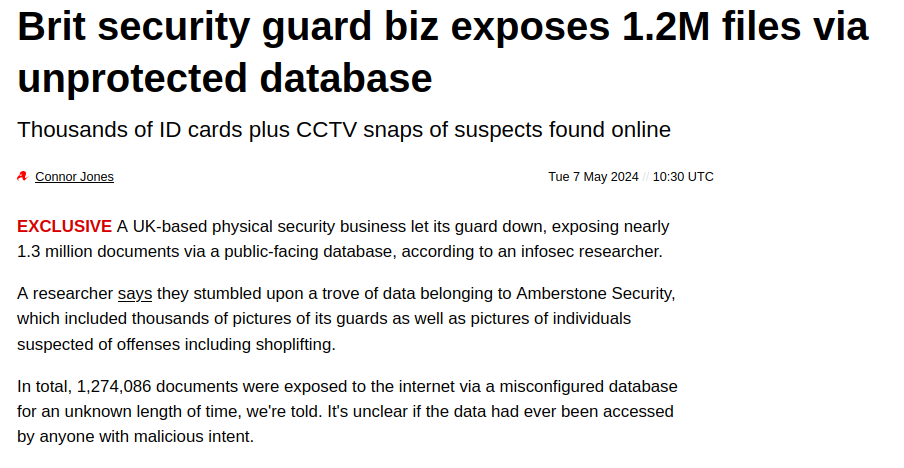 Brit security guard biz exposes 1.2M files via
unprotected database
Thousands of ID cards plus CCTV snaps of suspects found online
Connor Jones
Tue 7 May 2024 // 10:30 UTC
EXCLUSIVE A UK-based physical security business let its guard down, exposing nearly
1.3 million documents via a public-facing database, according to an infosec researcher.
A researcher says they stumbled upon a trove of data belonging to Amberstone Security,
which included thousands of pictures of its guards as well as pictures of individuals
suspected of offenses including shoplifting.
In total, 1,274,086 documents were exposed to the internet via a misconfigured database
for an unknown length of time, we're told. It's unclear if the data had ever been accessed
by anyone with malicious intent.